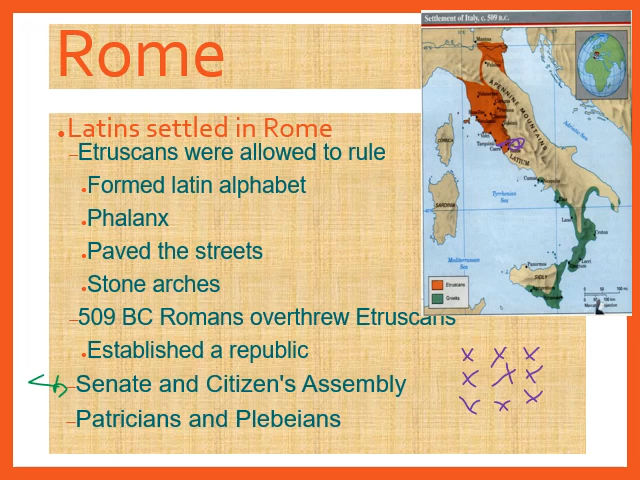 Rome
Latins settled in Rome
–Etruscans were allowed to rule
Formed latin alphabet
Phalanx
Paved the streets
Stone arches
–509 BC Romans overthrew Etruscans
Established a republic
–Senate and Citizen's Assembly
–Patricians and Plebeians
Settlement of Italy, c. 509 B.C.
APENNINE MOUNTAINS
Adriatic Sea
CORSICA
LATIUM
SARDINIA
Tyrrhenian Sea
Mediterranean Sea
SICILY
Etruscans
Greeks
x x x
x x x
x x x